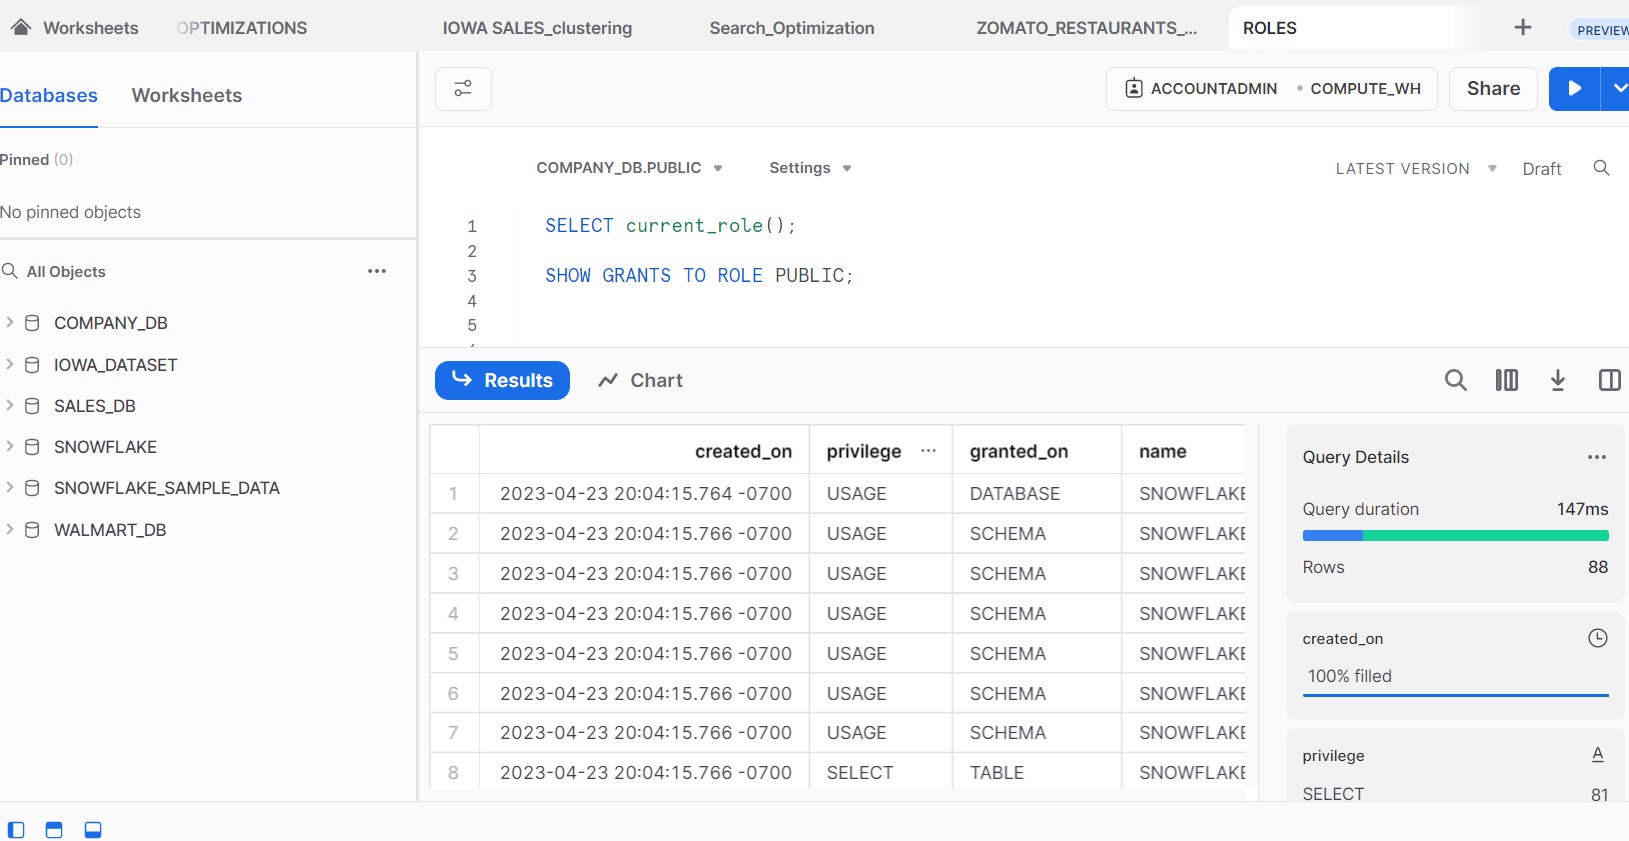 Worksheets OPTIMIZATIONS IOWA SALES_clustering Search_Optimization ZOMATO_RESTAURANTS_... ROLES + PREVIEW
Databases Worksheets
ACCOUNTADMIN • COMPUTE_WH Share
Pinned (0)
No pinned objects
All Objects ...
COMPANY_DB
IOWA_DATASET
SALES_DB
SNOWFLAKE
SNOWFLAKE_SAMPLE_DATA
WALMART_DB
COMPANY_DB.PUBLIC Settings LATEST VERSION Draft
1 SELECT current_role();
2
3 SHOW GRANTS TO ROLE PUBLIC;
4
5
Results Chart
created_on privilege ... granted_on name
1 2023-04-23 20:04:15.764 -0700 USAGE DATABASE SNOWFLAKE
2 2023-04-23 20:04:15.766 -0700 USAGE SCHEMA SNOWFLAKE
3 2023-04-23 20:04:15.766 -0700 USAGE SCHEMA SNOWFLAKE
4 2023-04-23 20:04:15.766 -0700 USAGE SCHEMA SNOWFLAKE
5 2023-04-23 20:04:15.766 -0700 USAGE SCHEMA SNOWFLAKE
6 2023-04-23 20:04:15.766 -0700 USAGE SCHEMA SNOWFLAKE
7 2023-04-23 20:04:15.766 -0700 USAGE SCHEMA SNOWFLAKE
8 2023-04-23 20:04:15.766 -0700 SELECT TABLE SNOWFLAKE
Query Details ...
Query duration 147ms
Rows 88
created_on
100% filled
privilege A
SELECT 81